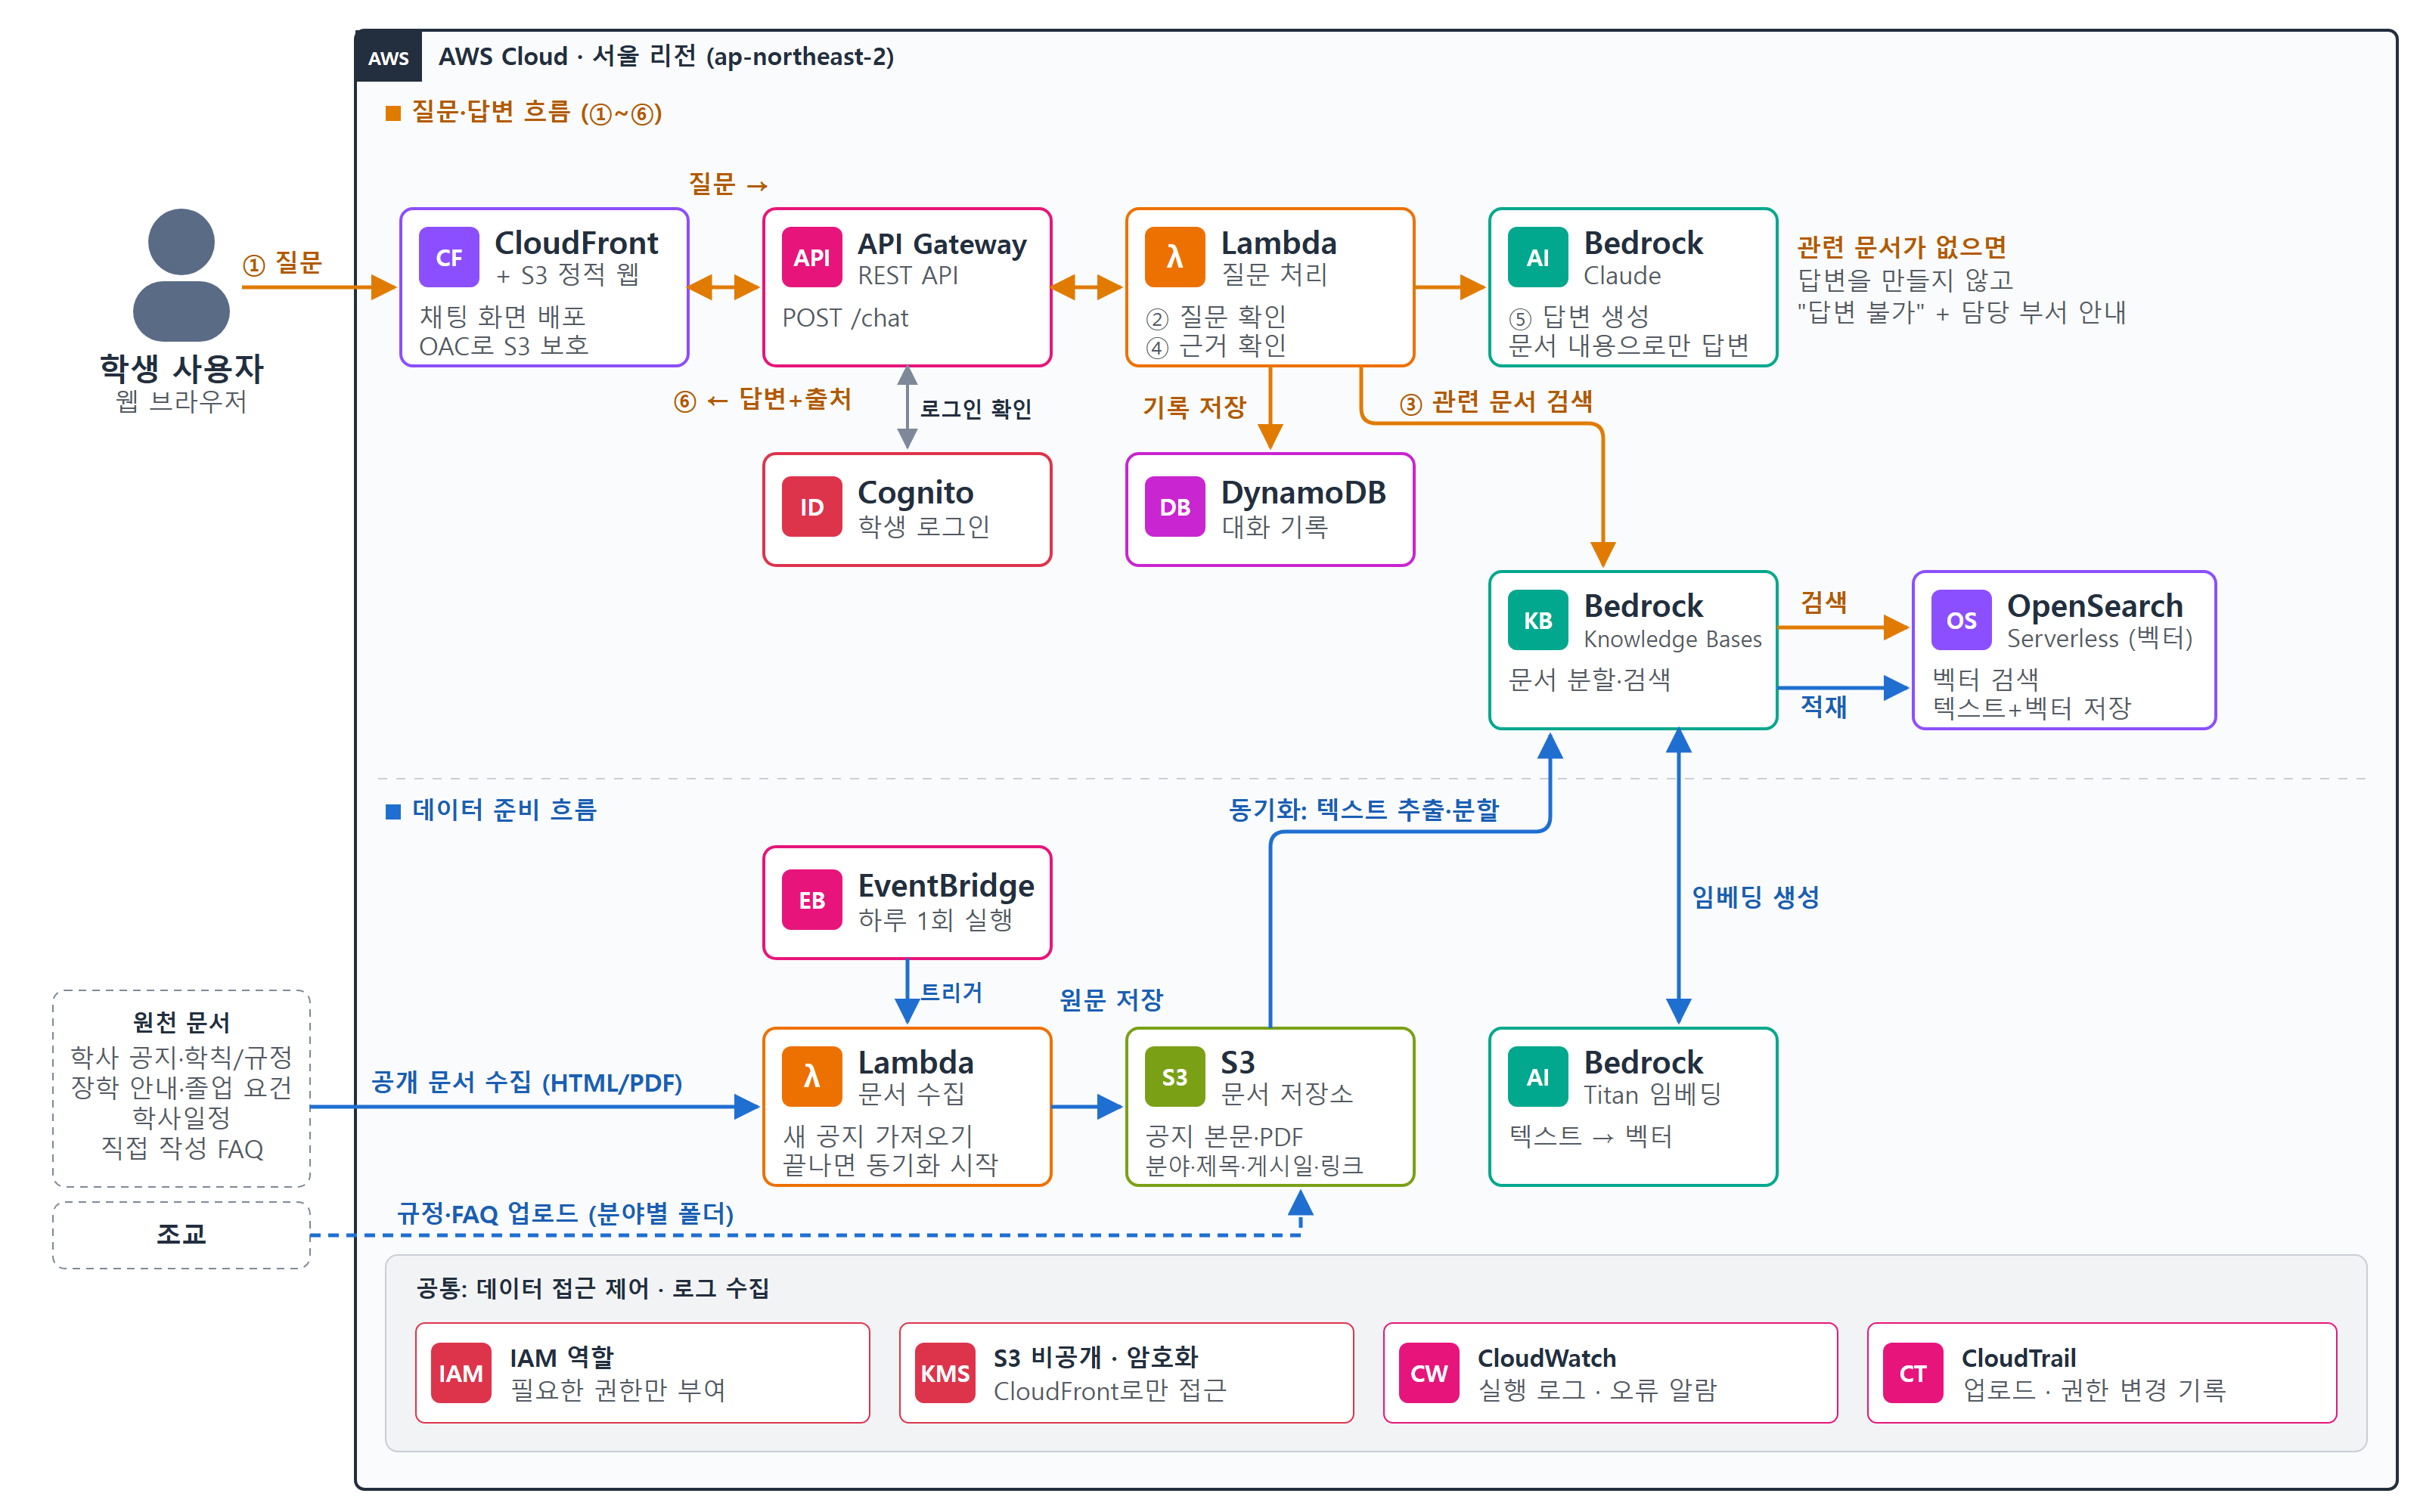 AWS
AWS Cloud · 서울 리전 (ap-northeast-2)
■ 질문·답변 흐름 (①~⑥)
질문 →
① 질문
학생 사용자
웹 브라우저
CF
CloudFront
+ S3 정적 웹
채팅 화면 배포
OAC로 S3 보호
API
API Gateway
REST API
POST /chat
λ
Lambda
질문 처리
② 질문 확인
④ 근거 확인
AI
Bedrock
Claude
⑤ 답변 생성
문서 내용으로만 답변
관련 문서가 없으면
답변을 만들지 않고
"답변 불가" + 담당 부서 안내
⑥ ← 답변+출처
로그인 확인
기록 저장
③ 관련 문서 검색
ID
Cognito
학생 로그인
DB
DynamoDB
대화 기록
KB
Bedrock
Knowledge Bases
문서 분할·검색
검색
적재
OS
OpenSearch
Serverless (벡터)
벡터 검색
텍스트+벡터 저장
■ 데이터 준비 흐름
동기화: 텍스트 추출·분할
EB
EventBridge
하루 1회 실행
임베딩 생성
트리거
원문 저장
원천 문서
학사 공지·학칙/규정
장학 안내·졸업 요건
학사일정
직접 작성 FAQ
공개 문서 수집 (HTML/PDF)
λ
Lambda
문서 수집
새 공지 가져오기
끝나면 동기화 시작
S3
S3
문서 저장소
공지 본문·PDF
분야·제목·게시일·링크
AI
Bedrock
Titan 임베딩
텍스트 → 벡터
조교
규정·FAQ 업로드 (분야별 폴더)
공통: 데이터 접근 제어 · 로그 수집
IAM
IAM 역할
필요한 권한만 부여
KMS
S3 비공개 · 암호화
CloudFront로만 접근
CW
CloudWatch
실행 로그 · 오류 알람
CT
CloudTrail
업로드 · 권한 변경 기록